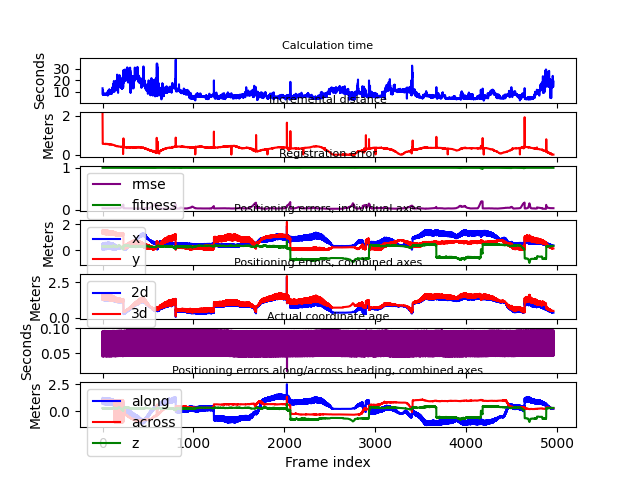 Calculation time
Seconds
30
20
10
Incremental distance
Meters
2
0
Registration error
1
0
rmse
fitness
Positioning errors, individual axes
Meters
2
0
x
y
Positioning errors, combined axes
Meters
2.5
0.0
2d
3d
Actual coordinate age
Seconds
0.10
0.05
Positioning errors along/across heading, combined axes
Meters
2.5
0.0
along
across
z
0 1000 2000 3000 4000 5000
Frame index